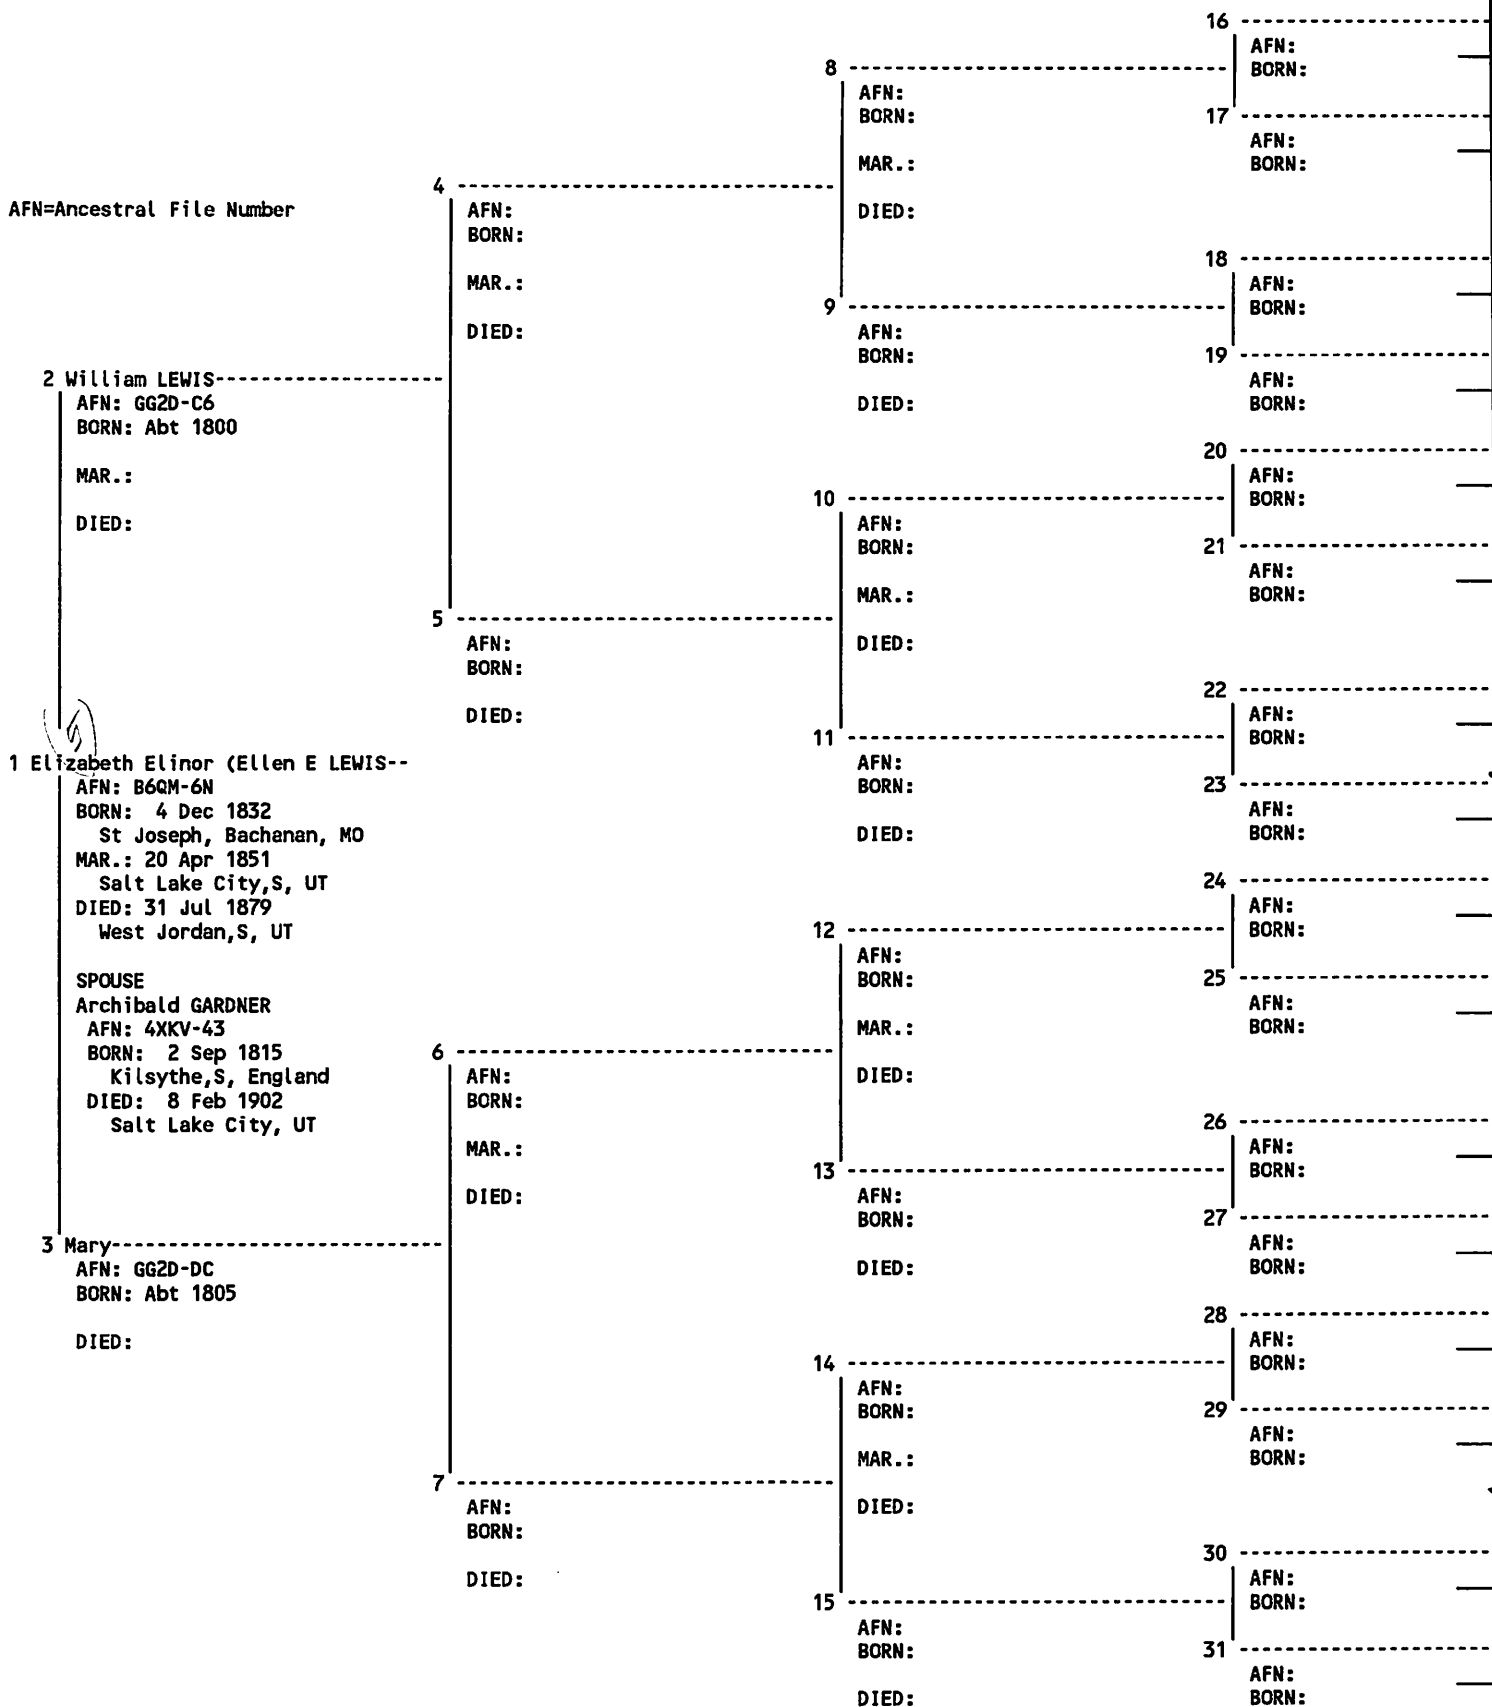 AFN=Ancestral File Number
2 William LEWIS
AFN: GG2D-C6
BORN: Abt 1800
MAR.:
DIED:
1 Elizabeth Elinor (Ellen E LEWIS--
AFN: B6QM-6N
BORN: 4 Dec 1832
St Joseph, Bachanan, MO
MAR.: 20 Apr 1851
Salt Lake City,S, UT
DIED: 31 Jul 1879
West Jordan,S, UT
SPOUSE
Archibald GARDNER
AFN: 4XKV-43
BORN: 2 Sep 1815
Kilsythe,S, England
DIED: 8 Feb 1902
Salt Lake City, UT
3 Mary
AFN: GG2D-DC
BORN: Abt 1805
DIED:
4
AFN:
BORN:
MAR.:
DIED:
5
AFN:
BORN:
DIED:
6
AFN:
BORN:
MAR.:
DIED:
7
AFN:
BORN:
DIED:
8
AFN:
BORN:
MAR.:
DIED:
9
AFN:
BORN:
DIED:
10
AFN:
BORN:
MAR.:
DIED:
11
AFN:
BORN:
DIED:
12
AFN:
BORN:
MAR.:
DIED:
13
AFN:
BORN:
DIED:
14
AFN:
BORN:
MAR.:
DIED:
15
AFN:
BORN:
DIED:
16
AFN:
BORN:
17
AFN:
BORN:
18
AFN:
BORN:
19
AFN:
BORN:
20
AFN:
BORN:
21
AFN:
BORN:
22
AFN:
BORN:
23
AFN:
BORN:
24
AFN:
BORN:
25
AFN:
BORN:
26
AFN:
BORN:
27
AFN:
BORN:
28
AFN:
BORN:
29
AFN:
BORN:
30
AFN:
BORN:
31
AFN:
BORN: